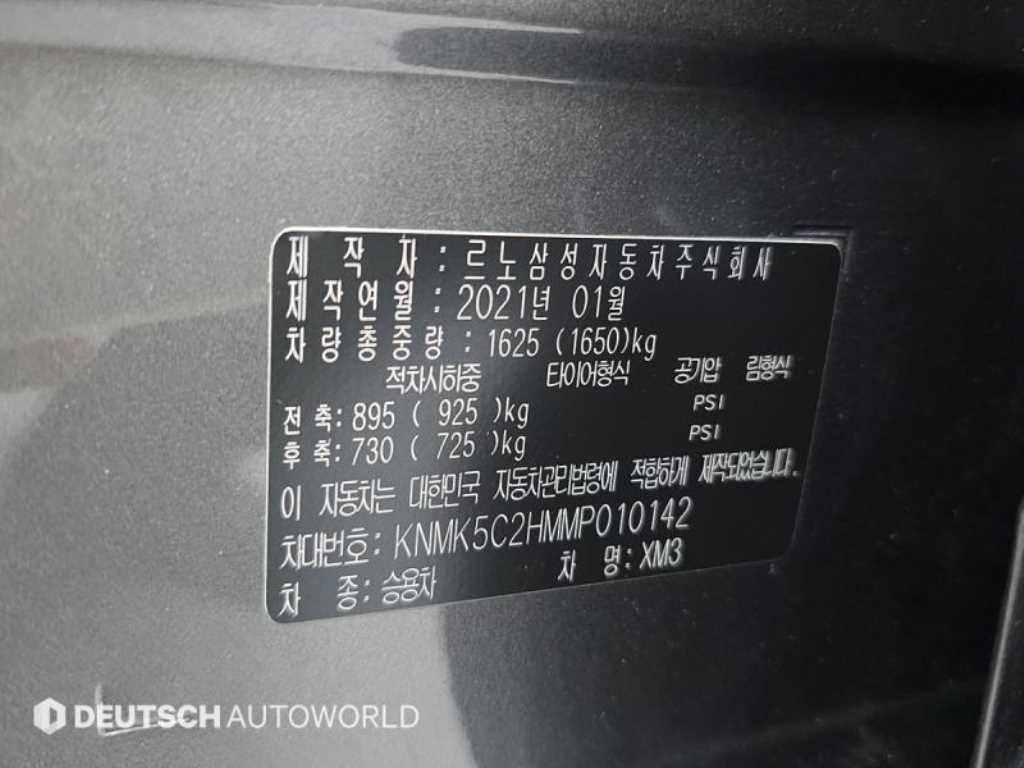 제 작 자 : 르노삼성자동차주식회사
제작연월 : 2021년 01월
차량총중량 : 1625 (1650)kg
적차시하중 타이어형식 공기압 림형식
전축: 895 ( 925 )kg PSI
후축: 730 ( 725 )kg PSI
이 자동차는 대한민국 자동차관리법령에 적합하게 제작되었습니다.
차대번호: KNMK5C2HMMP010142
차 종: 승용차 차 명: XM3
DEUTSCH AUTOWORLD